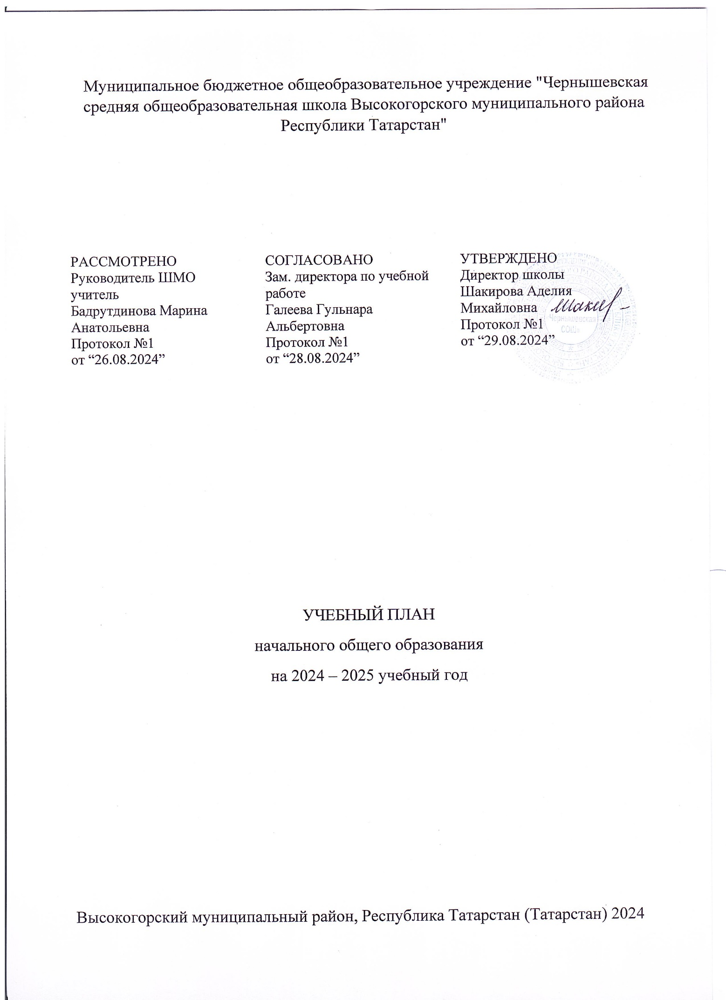 Муниципальное бюджетное общеобразовательное учреждение "Чернышевская
средняя общеобразовательная школа Высокогорского муниципального района
Республики Татарстан"
РАССМОТРЕНО
Руководитель ШМО
учитель
Бадрутдинова Марина
Анатольевна
Протокол №1
от “26.08.2024”
СОГЛАСОВАНО
Зам. директора по учебной
работе
Галеева Гульнара
Альбертовна
Протокол №1
от “28.08.2024”
УТВЕРЖДЕНО
Директор школы
Шакирова Аделия
Михайловна
Протокол №1
от “29.08.2024”
«Чернышевская
СОШ»
УЧЕБНЫЙ ПЛАН
начального общего образования
на 2024 – 2025 учебный год
Высокогорский муниципальный район, Республика Татарстан (Татарстан) 2024